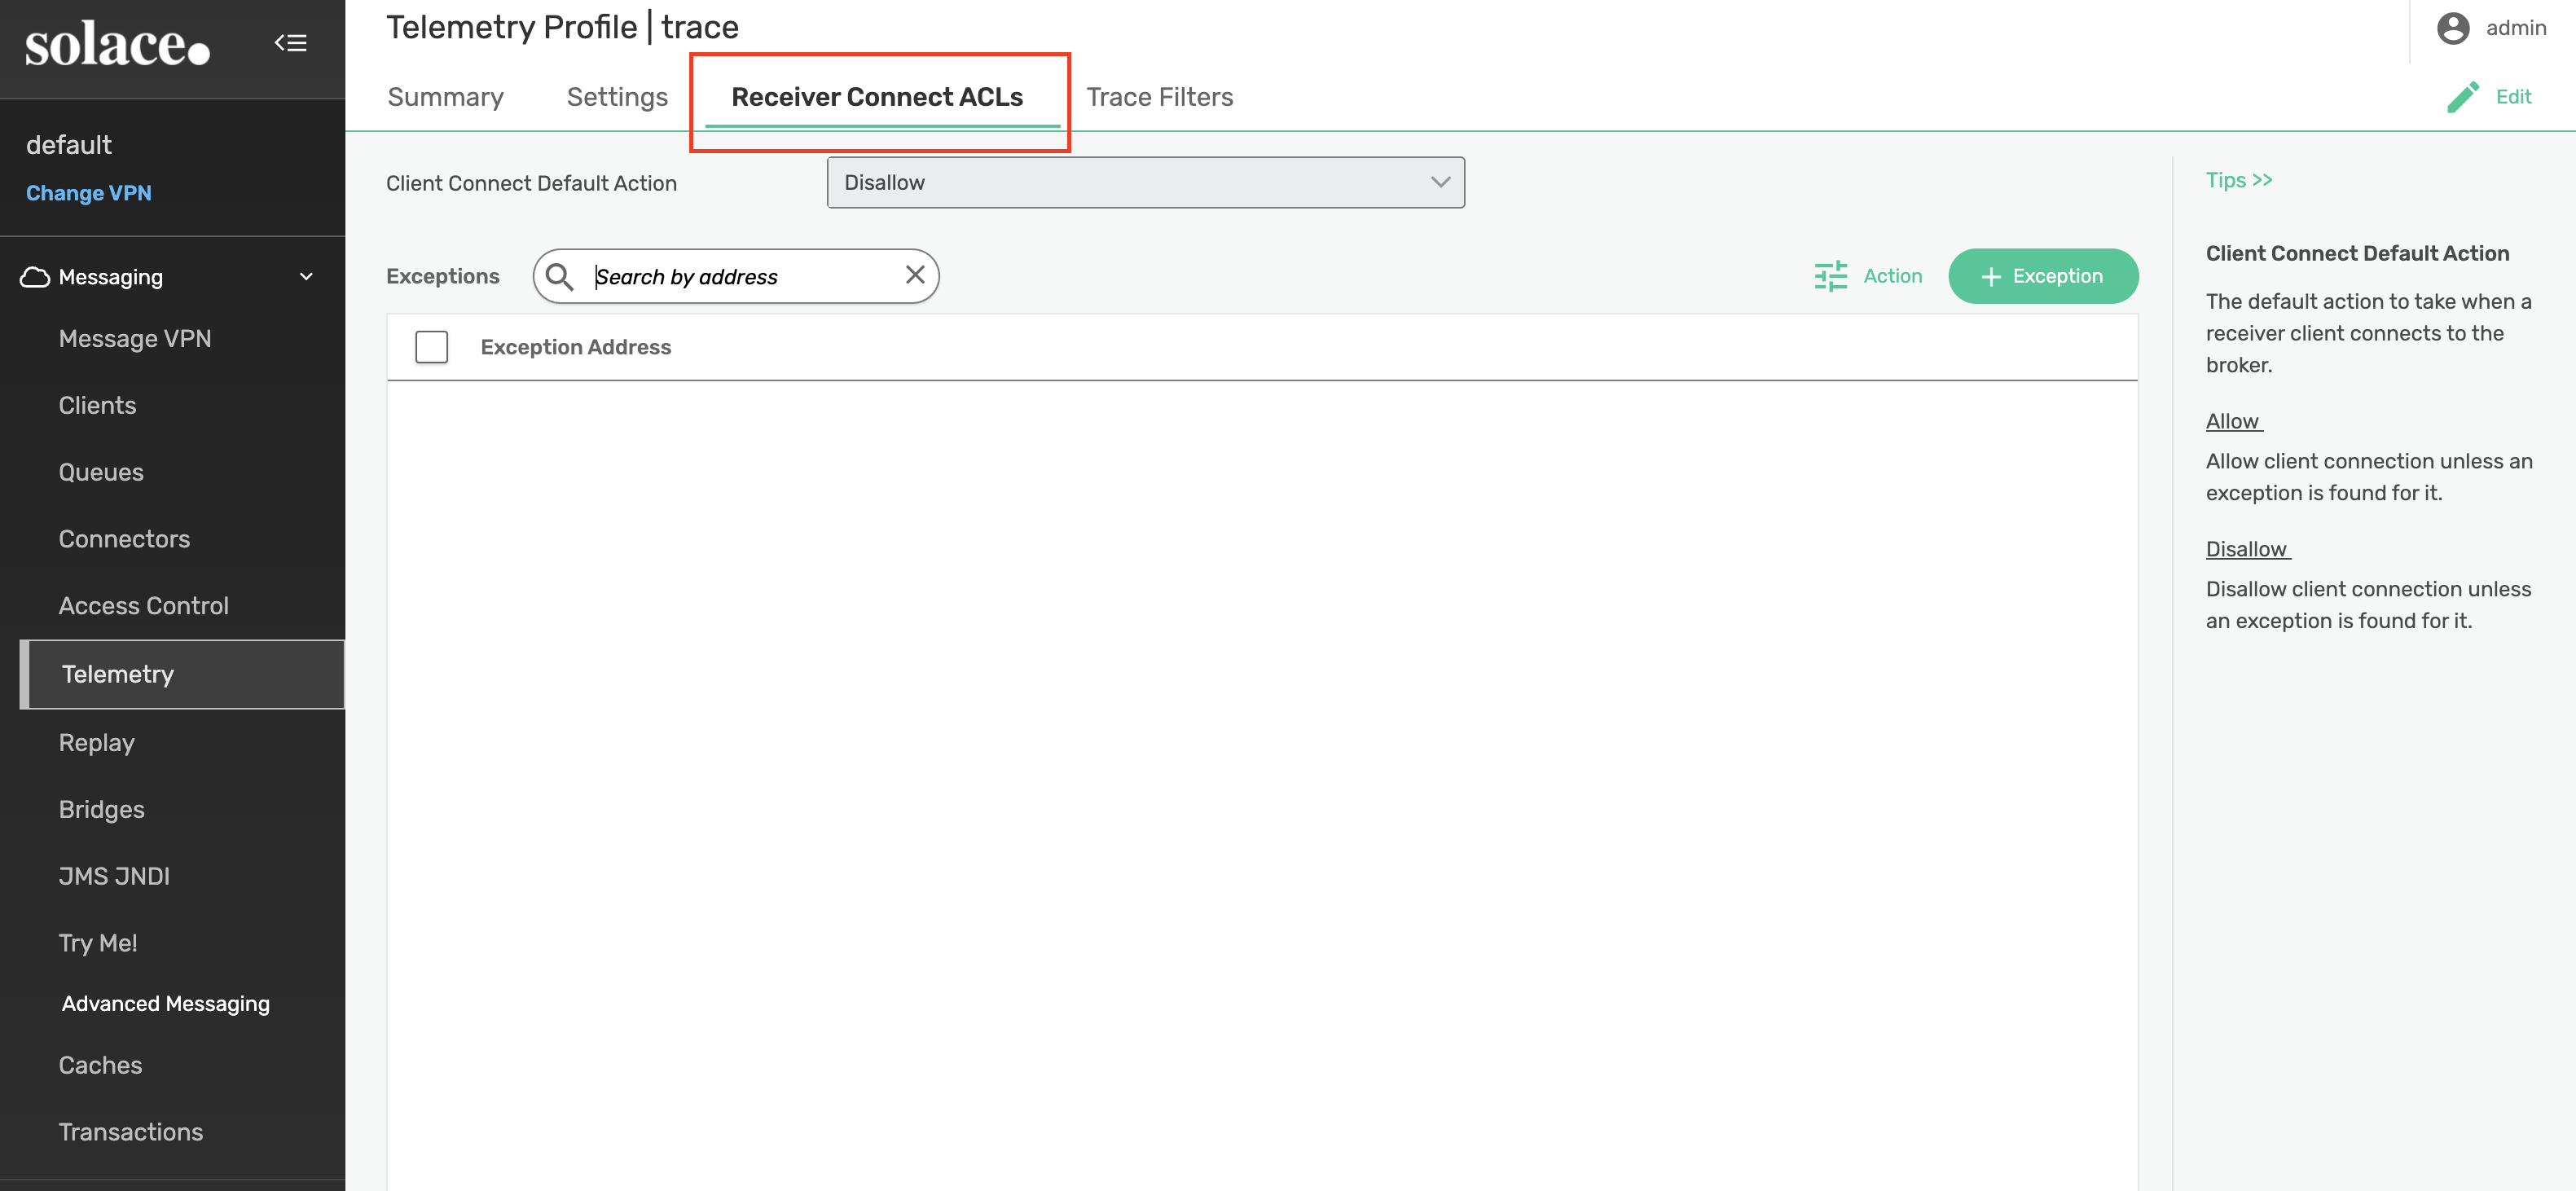 solace
default
Change VPN
Messaging
Message VPN
Clients
Queues
Connectors
Access Control
Telemetry
Replay
Bridges
JMS JNDI
Try Me!
Advanced Messaging
Caches
Transactions
Telemetry Profile | trace
admin
Summary
Settings
Receiver Connect ACLs
Trace Filters
Edit
Client Connect Default Action
Disallow
Exceptions
Search by address
Action
+ Exception
Exception Address
Tips >>
Client Connect Default Action
The default action to take when a
receiver client connects to the
broker.
Allow
Allow client connection unless an
exception is found for it.
Disallow
Disallow client connection unless
an exception is found for it.